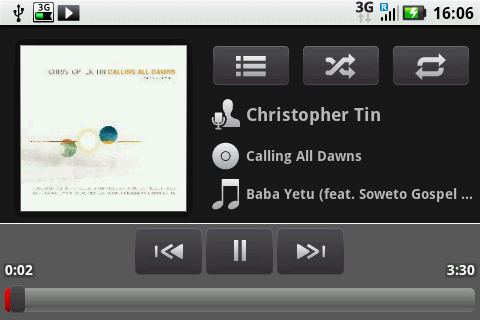 3G
3G
R
16:06
CHRISTOPHER TIN CALLING ALL DAWNS
Christopher Tin
Calling All Dawns
Baba Yetu (feat. Soweto Gospel ...
0:02
3:30